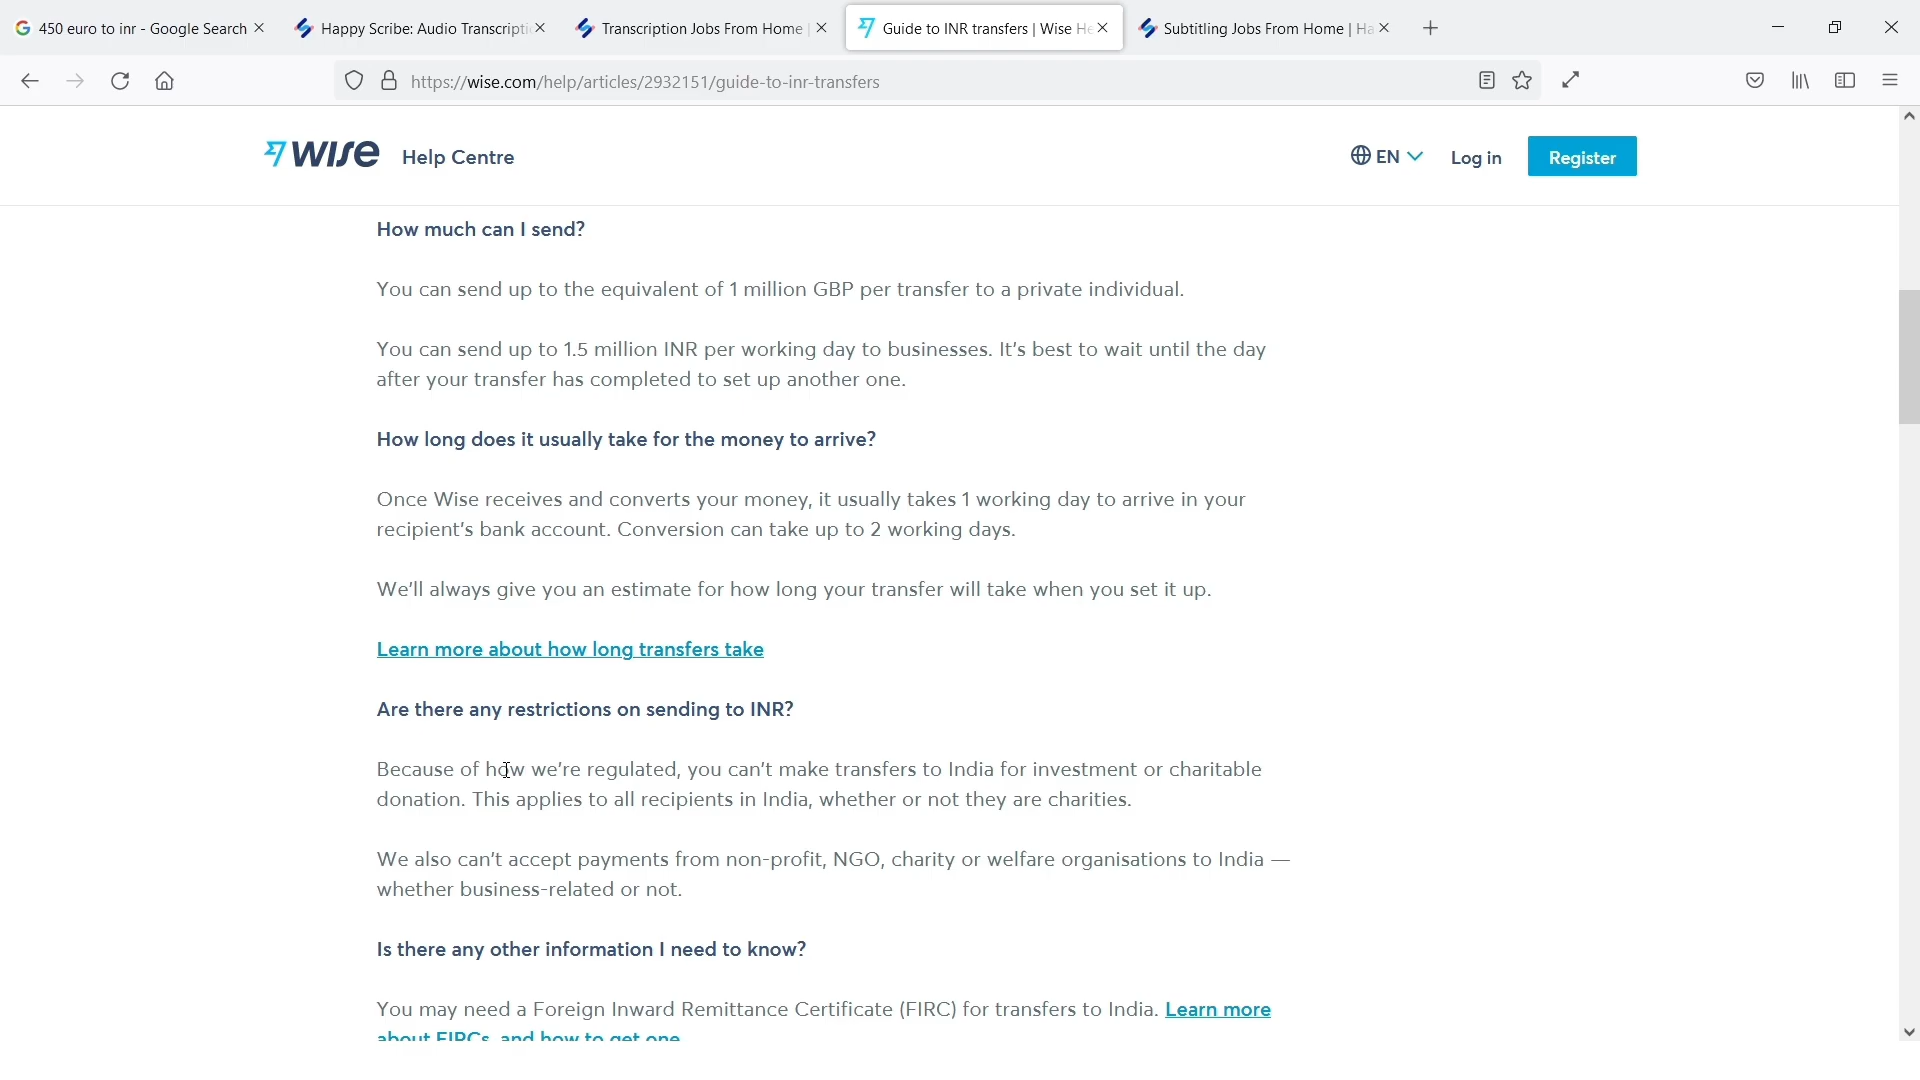 450 euro to inr - Google Search
Happy Scribe: Audio Transcripti
Transcription Jobs From Home |
Guide to INR transfers | Wise He
Subtitling Jobs From Home | Ha
https://wise.com/help/articles/2932151/guide-to-inr-transfers
WISE Help Centre
EN
Log in
Register
How much can I send?
You can send up to the equivalent of 1 million GBP per transfer to a private individual.
You can send up to 1.5 million INR per working day to businesses. It's best to wait until the day
after your transfer has completed to set up another one.
How long does it usually take for the money to arrive?
Once Wise receives and converts your money, it usually takes 1 working day to arrive in your
recipient's bank account. Conversion can take up to 2 working days.
We'll always give you an estimate for how long your transfer will take when you set it up.
Learn more about how long transfers take
Are there any restrictions on sending to INR?
Because of how we're regulated, you can't make transfers to India for investment or charitable
donation. This applies to all recipients in India, whether or not they are charities.
We also can't accept payments from non-profit, NGO, charity or welfare organisations to India —
whether business-related or not.
Is there any other information I need to know?
You may need a Foreign Inward Remittance Certificate (FIRC) for transfers to India. Learn more
about FIRCs, and how to get one